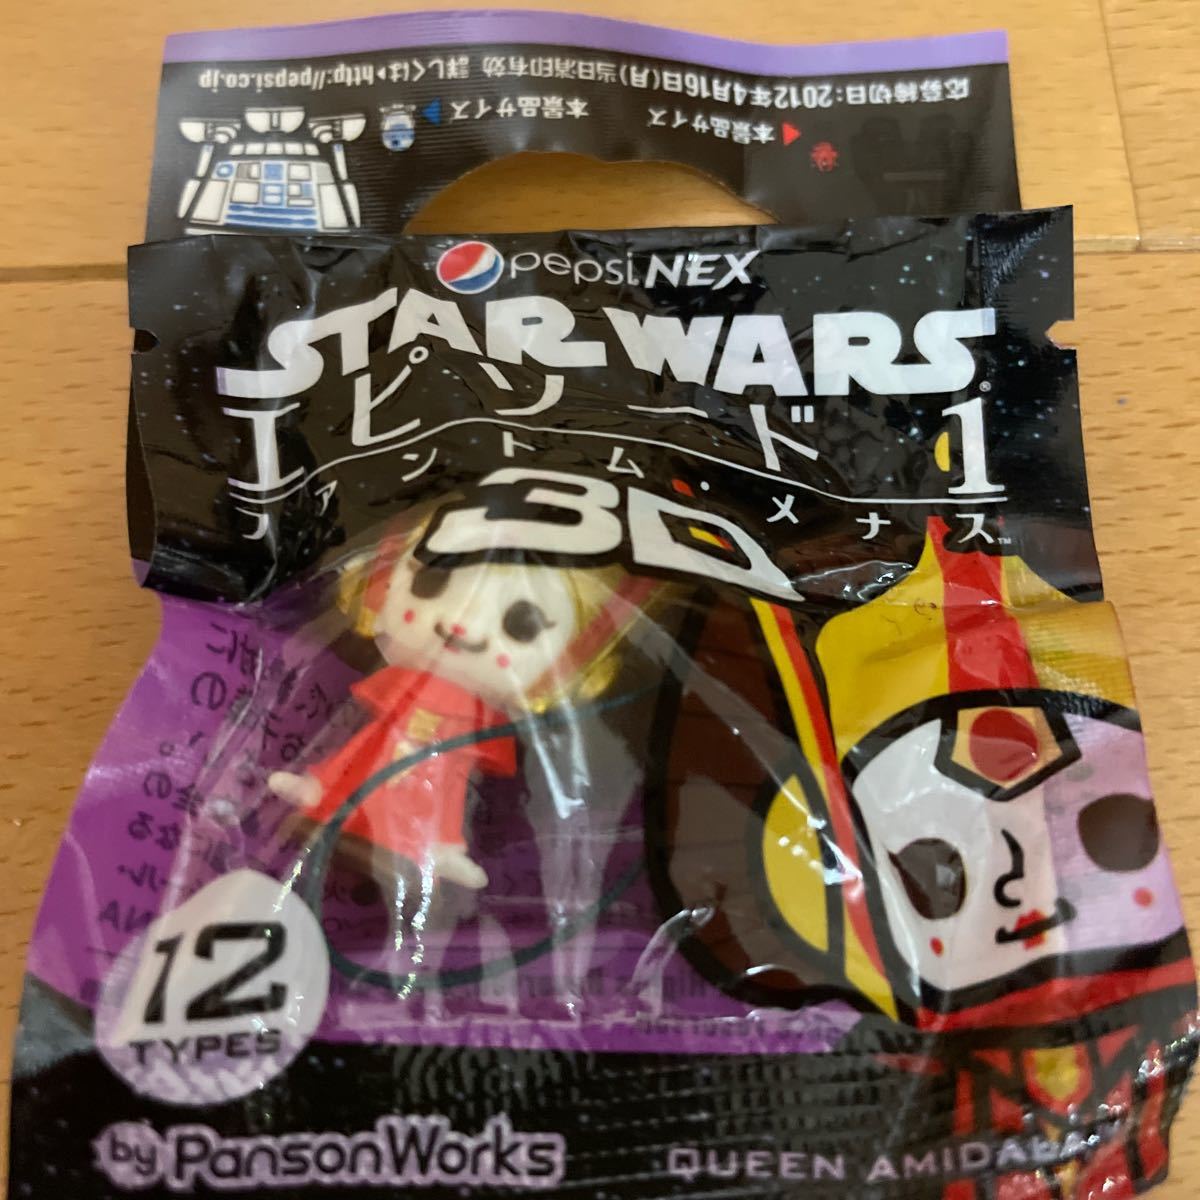 応募締切日:2012年4月16日(月)当日消印有効 詳しくは▶http://pepsi.co.jp
本景品サイズ
本景品サイズ
pepsi NEX
STAR WARS®
エピソード1
ファントム・メナス™
3D
12
TYPES
by PansonWorks
QUEEN AMIDALA